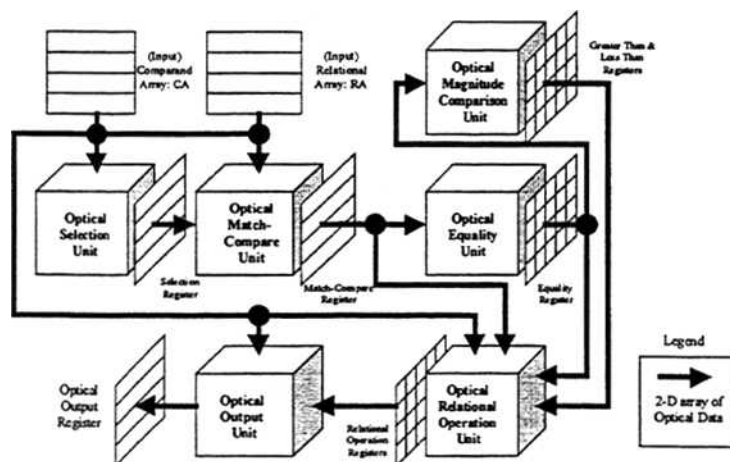 (Input)
Comparand
Array: CA
(Input)
Relational
Array: RA
Optical
Magnitude
Comparison
Unit
Greater Than &
Less Than
Registers
Optical
Selection
Unit
Selection
Register
Optical
Match-
Compare
Unit
Match-Compare
Register
Optical
Equality
Unit
Equality
Register
Optical
Output
Register
Optical
Output
Unit
Relational
Operation
Registers
Optical
Relational
Operation
Unit
Legend
2-D array of
Optical Data